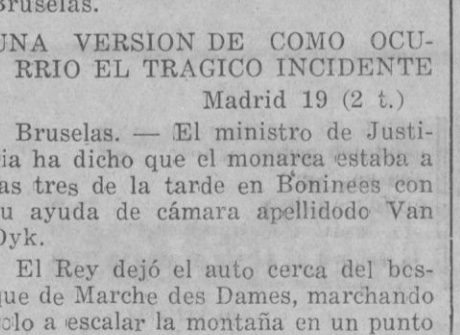 Bruselas.
UNA VERSION DE COMO OCU-
RRIO EL TRAGICO INCIDENTE
Madrid 19 (2 t.)
Bruselas. — El ministro de Justi-
cia ha dicho que el monarca estaba a
las tres de la tarde en Boninees con
su ayuda de cámara apellidodo Van
Dyk.
El Rey dejó el auto cerca del bos-
que de Marche des Dames, marchando
solo a escalar la montaña en un punto